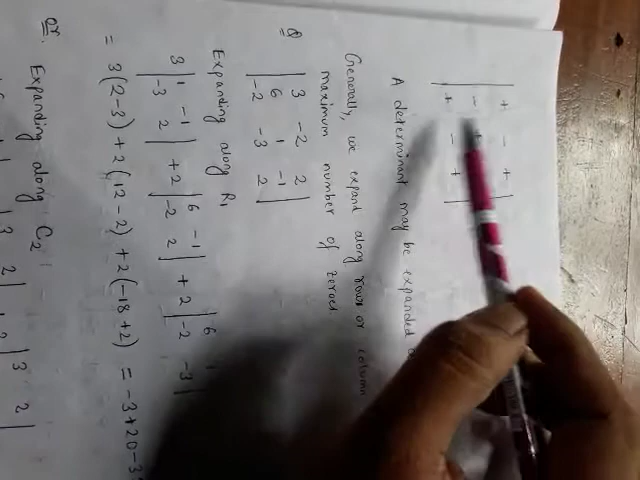 + - +
- + -
+ - +
A determinant may be expanded
Generally, we expand along rows or column
maximum number of zeroes
Q | 3 -2 2 |
| 6 1 -1 |
| -2 -3 2 |
Expanding along R1
3 | 1 -1 | +2 | 6 -1 | + 2 | 6
| -3 2 | | -2 2 | | -2 -3 |
= 3(2-3) +2(12-2) +2(-18+2) = -3+20-3
or Expanding along C2